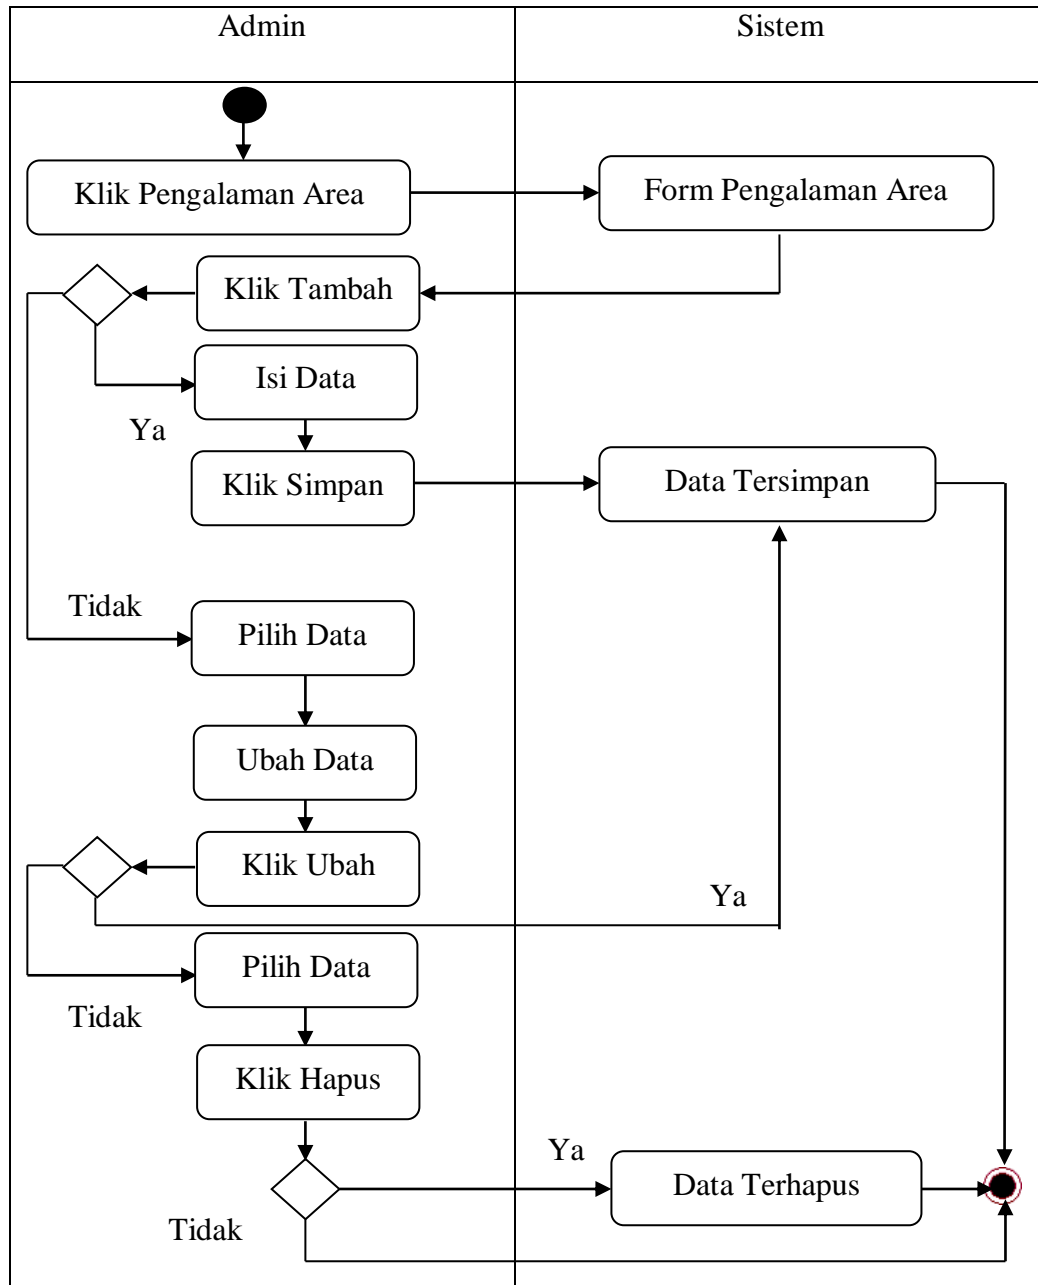 Admin
Sistem
Klik Pengalaman Area
Form Pengalaman Area
Klik Tambah
Isi Data
Ya
Klik Simpan
Data Tersimpan
Tidak
Pilih Data
Ubah Data
Klik Ubah
Ya
Pilih Data
Tidak
Klik Hapus
Ya
Data Terhapus
Tidak